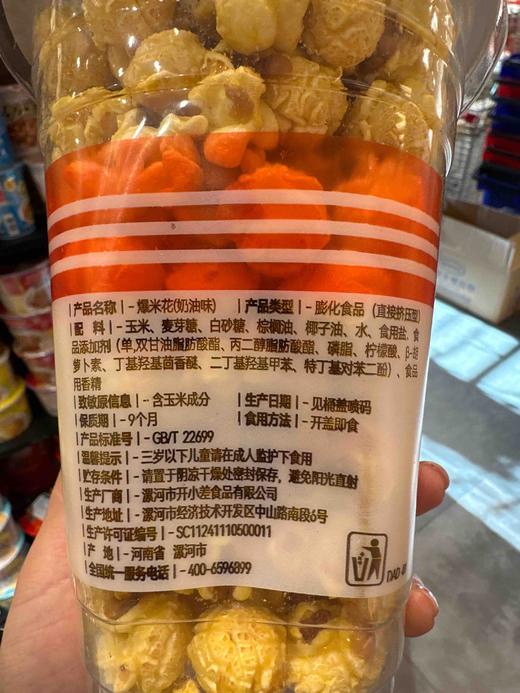 产品名称 - 爆米花(奶油味) 产品类型 - 膨化食品 (直接挤压型)
配 料 - 玉米、麦芽糖、白砂糖、棕榈油、椰子油、水、食用盐、食
品添加剂 (单,双甘油脂肪酸酯、丙二醇脂肪酸酯、磷脂、柠檬酸、β-胡
萝卜素、丁基羟基茴香醚、二丁基羟基甲苯、特丁基对苯二酚)、食
用香精
致敏原信息 - 含玉米成分 生产日期 - 见桶盖喷码
保质期 - 9个月 食用方法 - 开盖即食
产品标准号 - GB/T 22699
温馨提示 - 三岁以下儿童请在成人监护下食用
贮存条件 - 请置于阴凉干燥处密封保存，避免阳光直射
生产厂商 - 漯河市开小差食品有限公司
生产地址 - 漯河市经济技术开发区中山路南段6号
生产许可证编号 - SC11241110500011
产 地 - 河南省 漯河市
全国统一服务电话 - 400-6596899